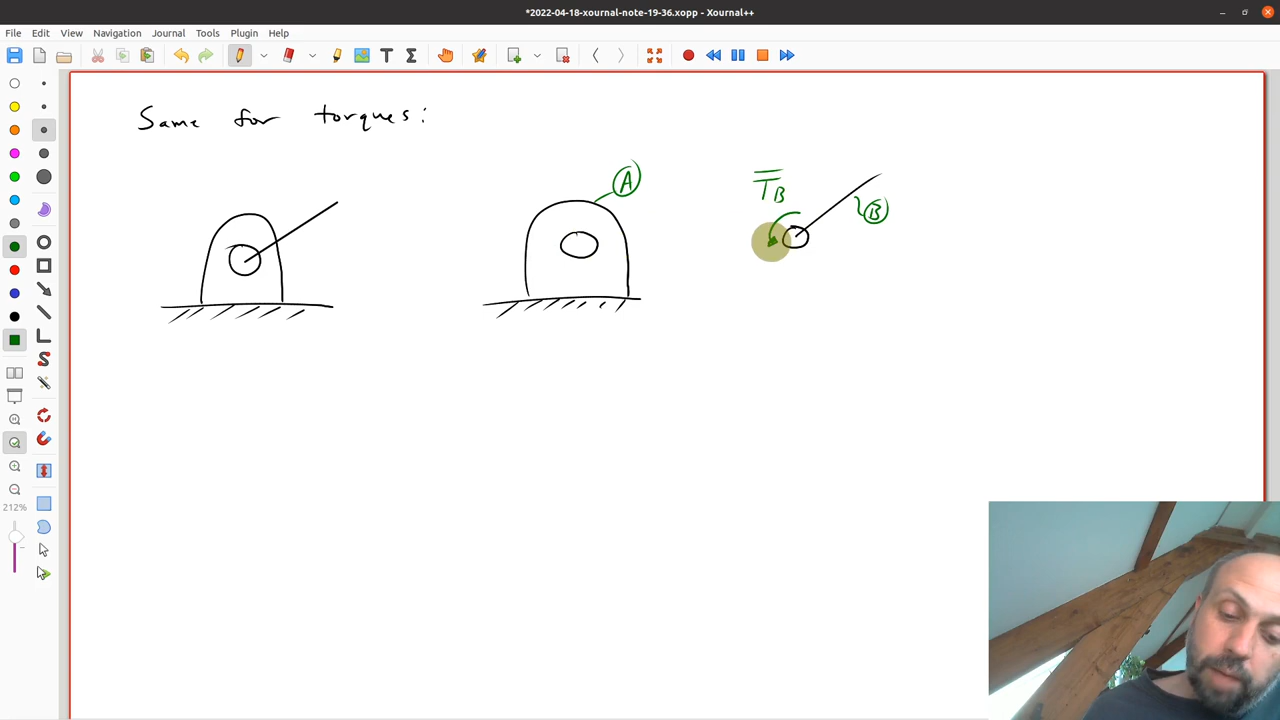 *2022-04-18-xournal-note-19-36.xopp - Xournal++
File Edit View Navigation Journal Tools Plugin Help
Same for torques:
A
T_B
B
212%